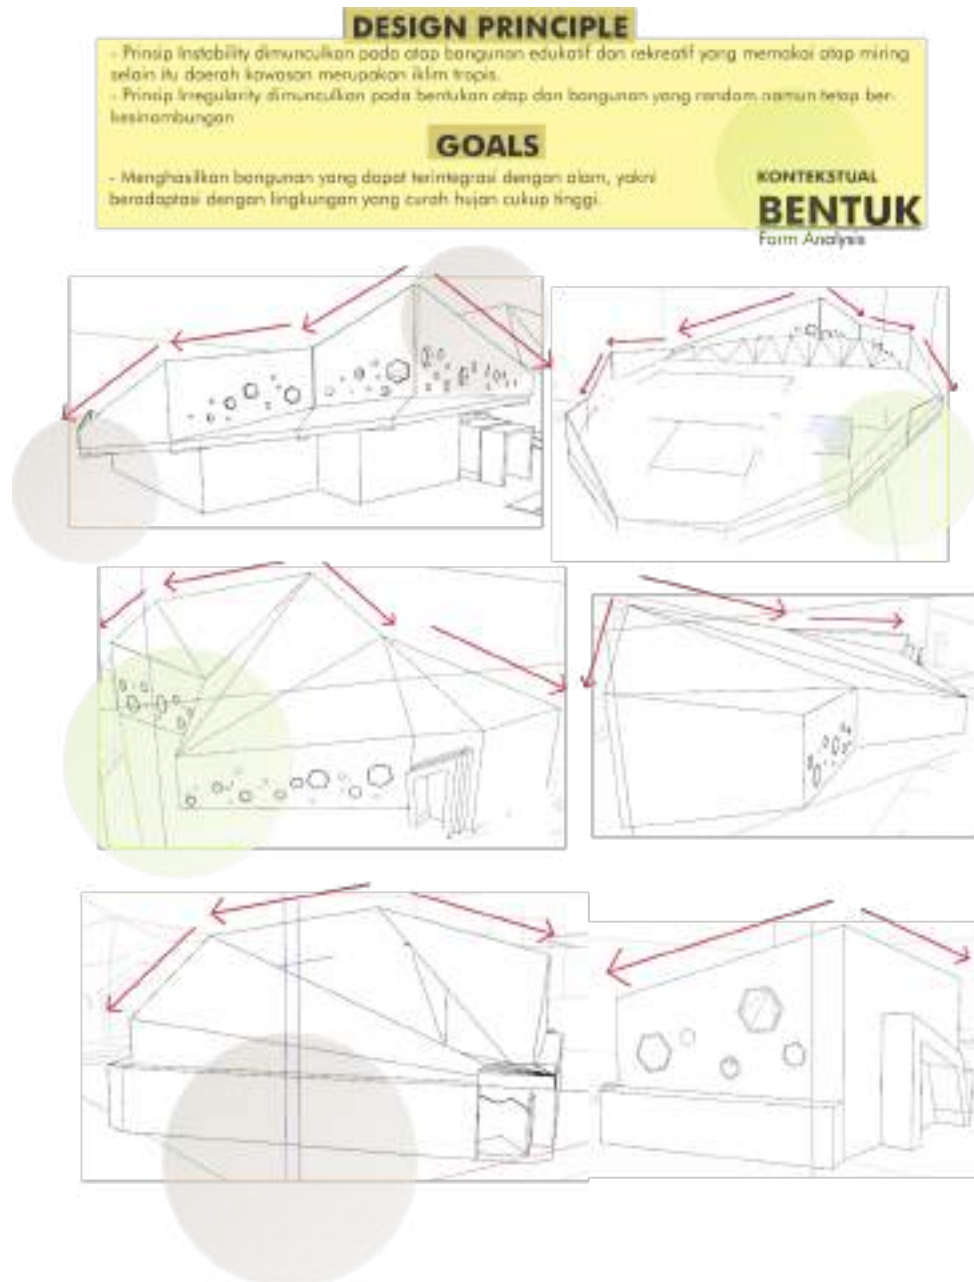 DESIGN PRINCIPLE
- Prinsip Instability dimunculkan pada atap bangunan edukatif dan rekreatif yang memakai atap miring
selain itu daerah kawasan merupakan iklim tropis.
- Prinsip Irregularity dimunculkan pada bentukan atap dan bangunan yang random namun tetap ber-
kesinambungan
GOALS
- Menghasilkan bangunan yang dapat terintegrasi dengan alam, yakni
beradaptasi dengan lingkungan yang curah hujan cukup tinggi.
KONTEKSTUAL
BENTUK
Form Analysis